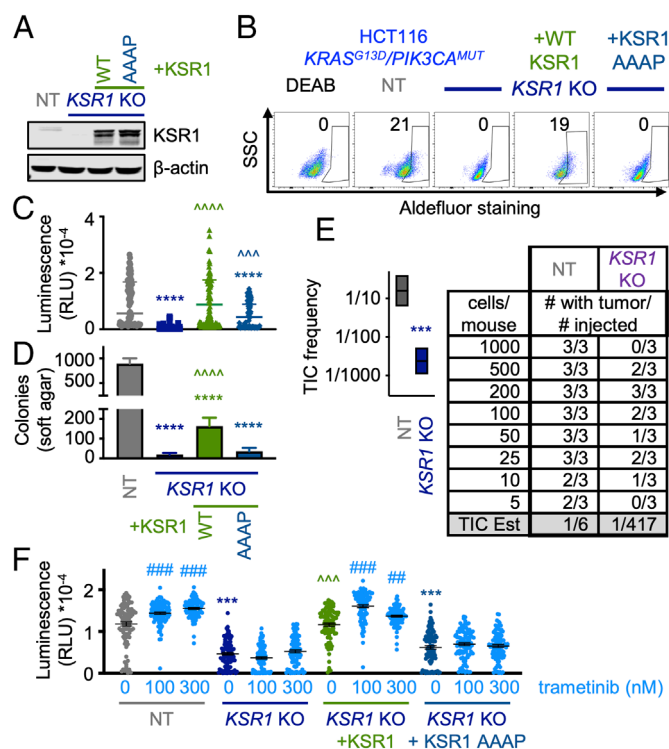 A
WT
AAAP
+KSR1
NT
KSR1 KO
KSR1
β-actin
B
HCT116
KRASG13D/PIK3CAMUT
+WT
KSR1
+KSR1
AAAP
DEAB
NT
KSR1 KO
SSC
0
21
0
19
0
Aldefluor staining
C
Luminescence
(RLU) *10-4
6
4
2
0
****
^^^^
^^^
****
D
Colonies
(soft agar)
1000
500
200
100
0
****
^^^^
****
****
NT
KSR1 KO
+KSR1
WT
AAAP
E
TIC frequency
1/10
1/100
1/1000
***
NT
KSR1 KO
NT KSR1 KO
cells/mouse # with tumor/# injected
1000 3/3 0/3
500 3/3 2/3
200 3/3 3/3
100 3/3 2/3
50 3/3 1/3
25 3/3 2/3
10 2/3 1/3
5 2/3 0/3
TIC Est 1/6 1/417
F
Luminescence
(RLU) *10-4
2
1
0
###
###
***
^^^
###
##
***
0 100 300 0 100 300 0 100 300 0 100 300 trametinib (nM)
NT
KSR1 KO
KSR1 KO
+KSR1
KSR1 KO
+ KSR1 AAAP